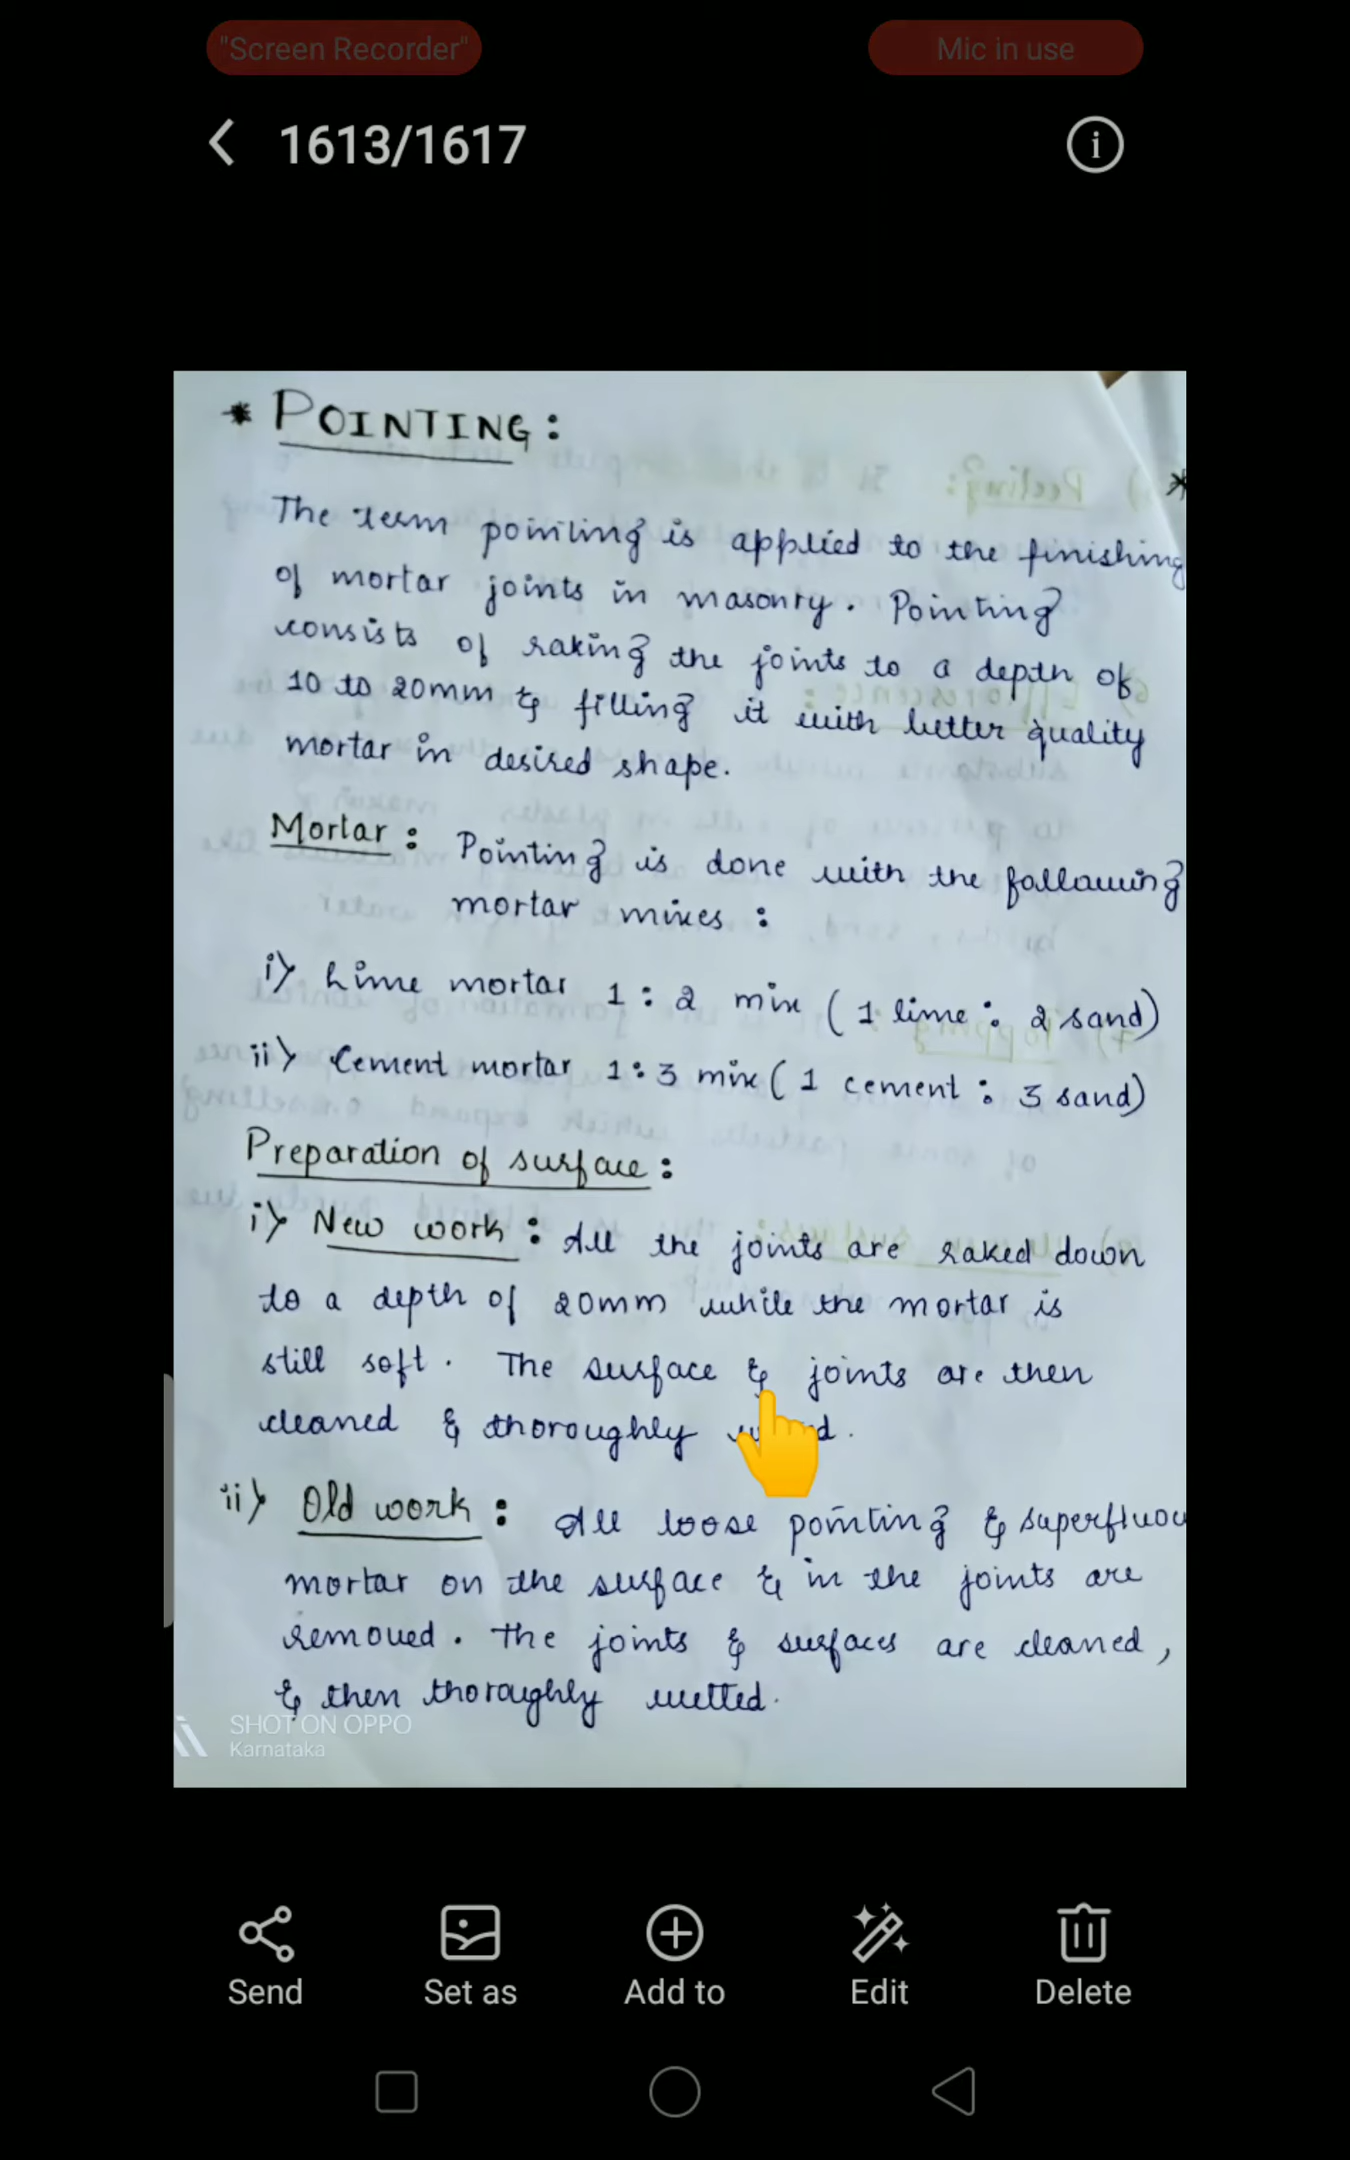 "Screen Recorder" Mic in use
1613/1617
* POINTING :
The term pointing is applied to the finishing
of mortar joints in masonry. Pointing
consists of raking the joints to a depth of
10 to 20mm & filling it with better quality
mortar in desired shape.
Mortar : Pointing is done with the following
mortar mixes :
i) Lime mortar 1 : 2 mix ( 1 lime : 2 sand)
ii) Cement mortar 1:3 mix ( 1 cement : 3 sand)
Preparation of surface :
i) New work : All the joints are raked down
to a depth of 20mm while the mortar is
still soft. The surface & joints are then
cleaned & thoroughly
ii) Old work : All loose pointing & superfluou
mortar on the surface & in the joints are
removed. The joints & surfaces are cleaned,
& then thoroughly wetted.
SHOT ON OPPO
Karnataka
Send Set as Add to Edit Delete